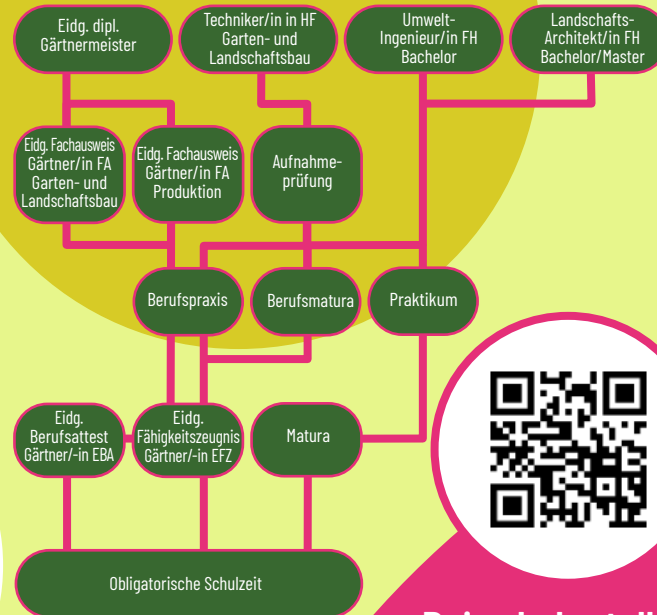 Eidg. dipl.
Gärtnermeister
Techniker/in in HF
Garten- und
Landschaftsbau
Umwelt-
Ingenieur/in FH
Bachelor
Landschafts-
Architekt/in FH
Bachelor/Master
Eidg. Fachausweis
Gärtner/in FA
Garten- und
Landschaftsbau
Eidg. Fachausweis
Gärtner/in FA
Produktion
Aufnahme-
prüfung
Berufspraxis
Berufsmatura
Praktikum
Eidg.
Berufsattest
Gärtner/-in EBA
Eidg.
Fähigkeitszeugnis
Gärtner/-in EFZ
Matura
Obligatorische Schulzeit